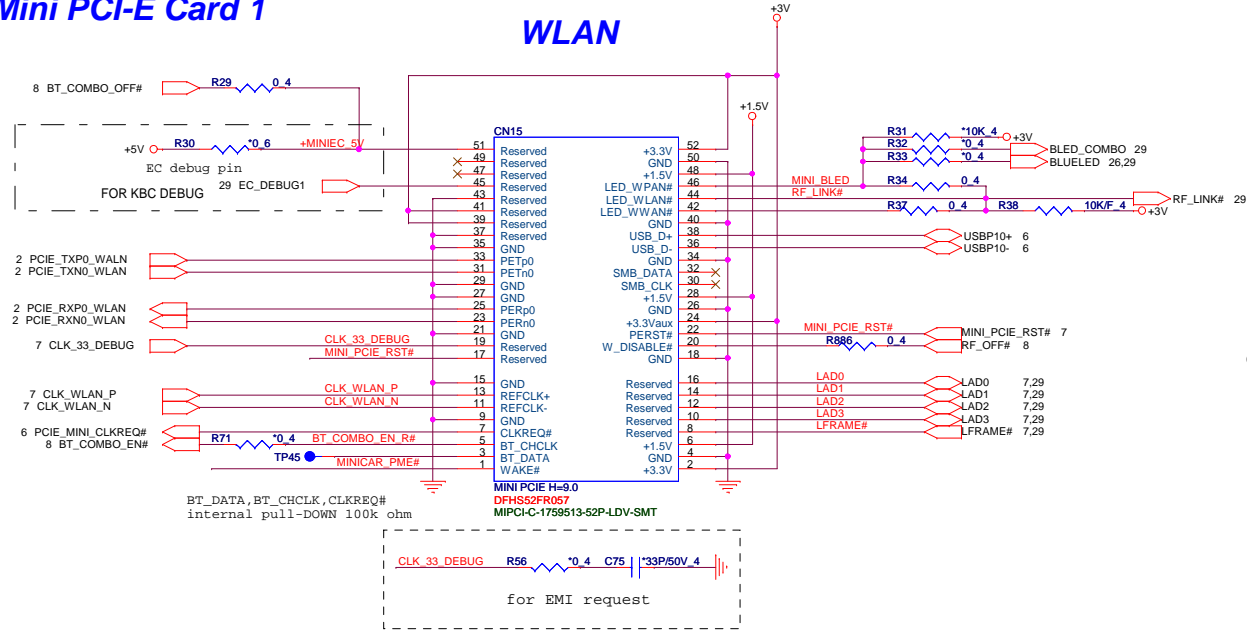 Mini PCI-E Card 1
WLAN
+3V
8 BT_COMBO_OFF#
R29 0_4
+1.5V
+5V R30 *0_6 +MINIEC_5V
EC debug pin
FOR KBC DEBUG
29 EC_DEBUG1
CN15
51 Reserved
49 Reserved
47 Reserved
45 Reserved
43 Reserved
41 Reserved
39 Reserved
37 Reserved
35 GND
33 PETp0
31 PETn0
29 GND
27 GND
25 PERp0
23 PERn0
21 GND
19 Reserved
17 Reserved
15 GND
13 REFCLK+
11 REFCLK-
9 GND
7 CLKREQ#
5 BT_CHCLK
3 BT_DATA
1 WAKE#
+3.3V 52
GND 50
+1.5V 48
LED_WPAN# 46
LED_WLAN# 44
LED_WWAN# 42
GND 40
USB_D+ 38
USB_D- 36
GND 34
SMB_DATA 32
SMB_CLK 30
+1.5V 28
GND 26
+3.3Vaux 24
PERST# 22
W_DISABLE# 20
GND 18
Reserved 16
Reserved 14
Reserved 12
Reserved 10
Reserved 8
+1.5V 6
GND 4
+3.3V 2
2 PCIE_TXP0_WALN
2 PCIE_TXN0_WLAN
2 PCIE_RXP0_WLAN
2 PCIE_RXN0_WLAN
7 CLK_33_DEBUG
CLK_33_DEBUG
MINI_PCIE_RST#
7 CLK_WLAN_P
CLK_WLAN_P
7 CLK_WLAN_N
CLK_WLAN_N
6 PCIE_MINI_CLKREQ#
8 BT_COMBO_EN#
R71 *0_4 BT_COMBO_EN_R#
TP45
MINICAR_PME#
R31 *10K_4 +3V
R32 *0_4 BLED_COMBO 29
R33 *0_4 BLUELED 26,29
MINI_BLED R34 0_4
RF_LINK#
RF_LINK# 29
R37 0_4 R38 10K/F_4 +3V
USBP10+ 6
USBP10- 6
MINI_PCIE_RST# MINI_PCIE_RST# 7
R886 0_4 RF_OFF# 8
LAD0 LAD0 7,29
LAD1 LAD1 7,29
LAD2 LAD2 7,29
LAD3 LAD3 7,29
LFRAME# LFRAME# 7,29
MINI PCIE H=9.0
DFHS52FR057
MIPCI-C-1759513-52P-LDV-SMT
BT_DATA,BT_CHCLK,CLKREQ#
internal pull-DOWN 100k ohm
CLK_33_DEBUG R56 *0_4 C75 *33P/50V_4
for EMI request